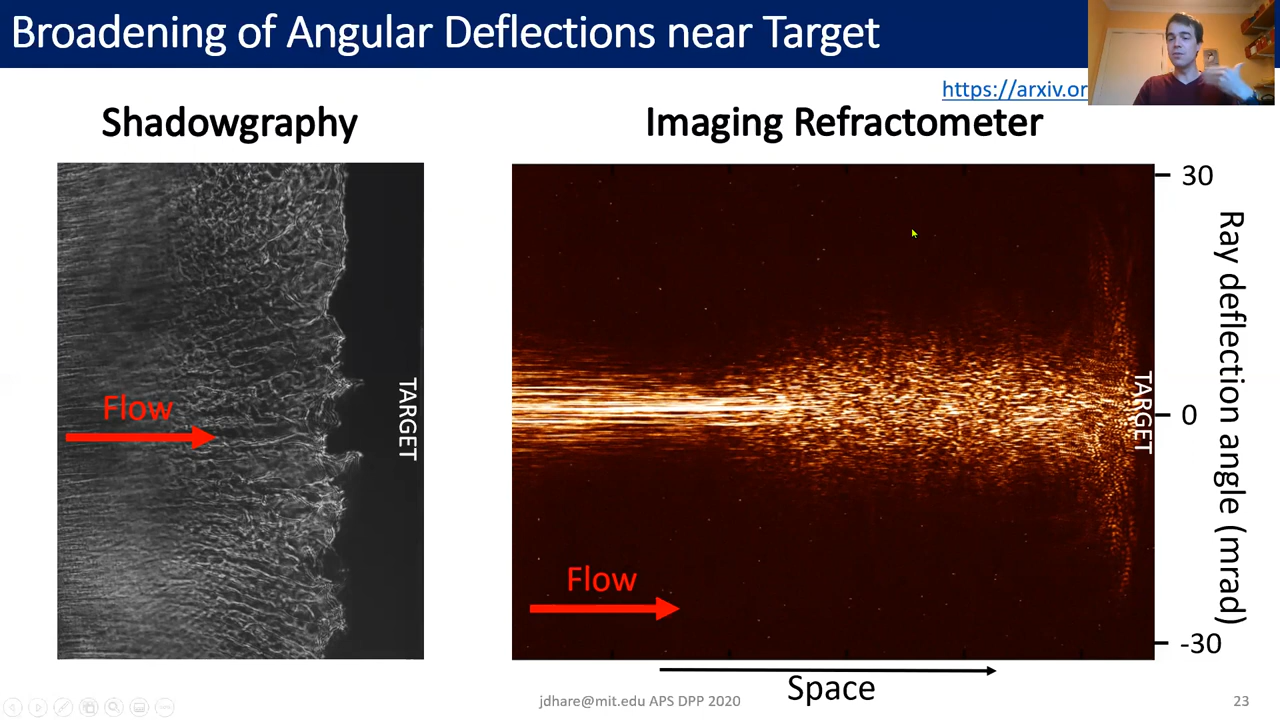 Broadening of Angular Deflections near Target
https://arxiv.or
Shadowgraphy
Imaging Refractometer
Flow
TARGET
Flow
TARGET
30
0
-30
Ray deflection angle (mrad)
Space
jdhare@mit.edu APS DPP 2020
23